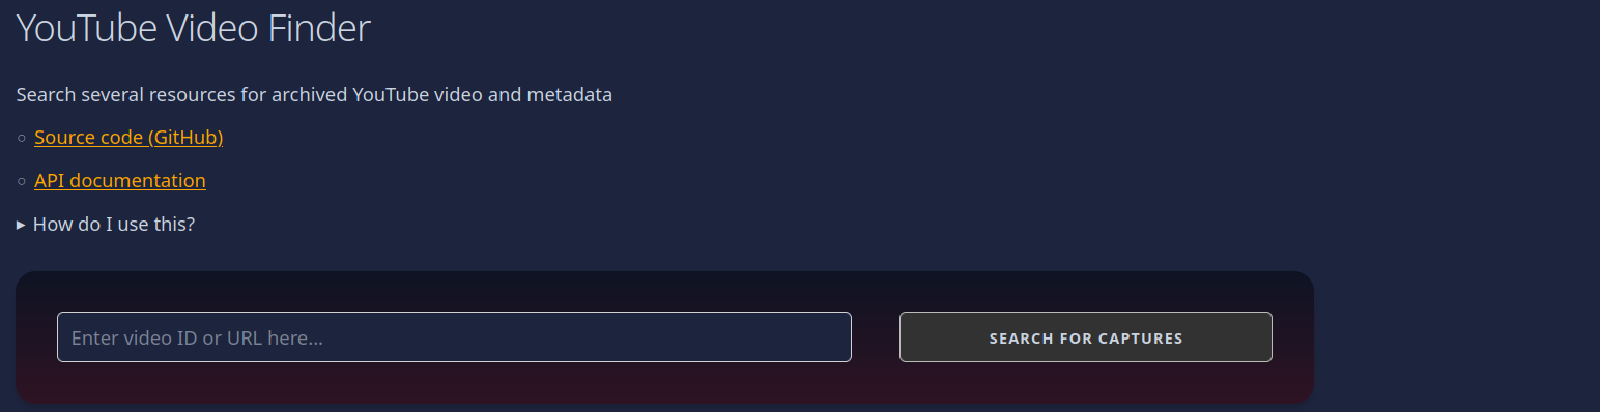 YouTube Video Finder
Search several resources for archived YouTube video and metadata
Source code (GitHub)
API documentation
How do I use this?
Enter video ID or URL here...
SEARCH FOR CAPTURES